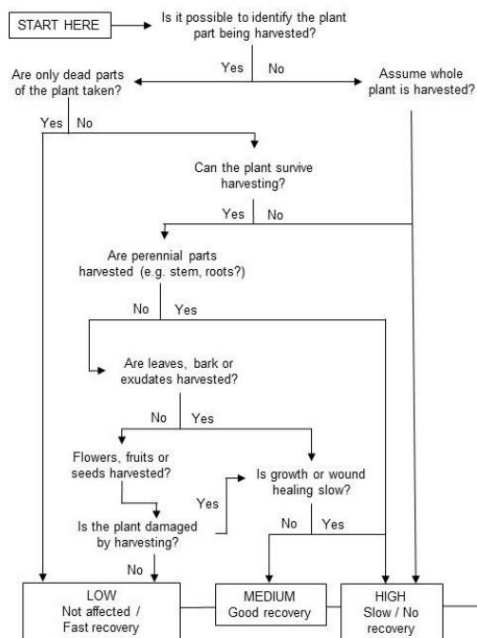 START HERE
Is it possible to identify the plant
part being harvested?
Yes
No
Are only dead parts
of the plant taken?
Assume whole
plant is harvested?
Yes
No
Can the plant survive
harvesting?
Yes
No
Are perennial parts
harvested (e.g. stem, roots?)
No
Yes
Are leaves, bark or
exudates harvested?
No
Yes
Flowers, fruits or
seeds harvested?
Is growth or wound
healing slow?
Yes
Is the plant damaged
by harvesting?
No
Yes
No
LOW
Not affected /
Fast recovery
MEDIUM
Good recovery
HIGH
Slow / No
recovery